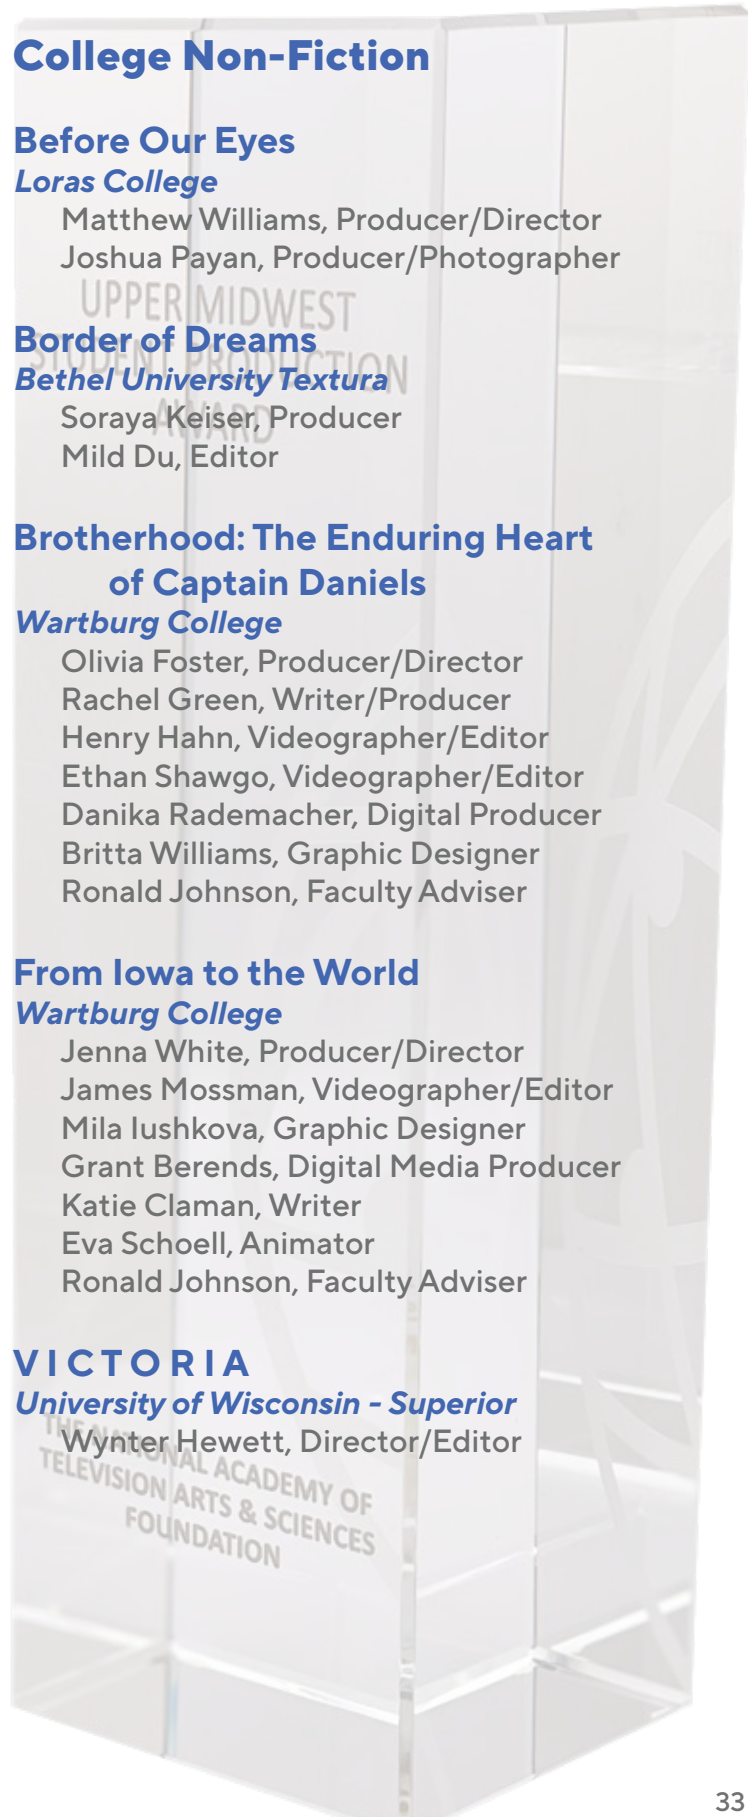 College Non-Fiction
Before Our Eyes
Loras College
Matthew Williams, Producer/Director
Joshua Payan, Producer/Photographer
UPPER MIDWEST
STUDENT PRODUCTION
AWARD
Border of Dreams
Bethel University Textura
Soraya Keiser, Producer
Mild Du, Editor
Brotherhood: The Enduring Heart
of Captain Daniels
Wartburg College
Olivia Foster, Producer/Director
Rachel Green, Writer/Producer
Henry Hahn, Videographer/Editor
Ethan Shawgo, Videographer/Editor
Danika Rademacher, Digital Producer
Britta Williams, Graphic Designer
Ronald Johnson, Faculty Adviser
From Iowa to the World
Wartburg College
Jenna White, Producer/Director
James Mossman, Videographer/Editor
Mila Iushkova, Graphic Designer
Grant Berends, Digital Media Producer
Katie Claman, Writer
Eva Schoell, Animator
Ronald Johnson, Faculty Adviser
V I C T O R I A
University of Wisconsin - Superior
Wynter Hewett, Director/Editor
THE NATIONAL ACADEMY OF
TELEVISION ARTS & SCIENCES
FOUNDATION
33